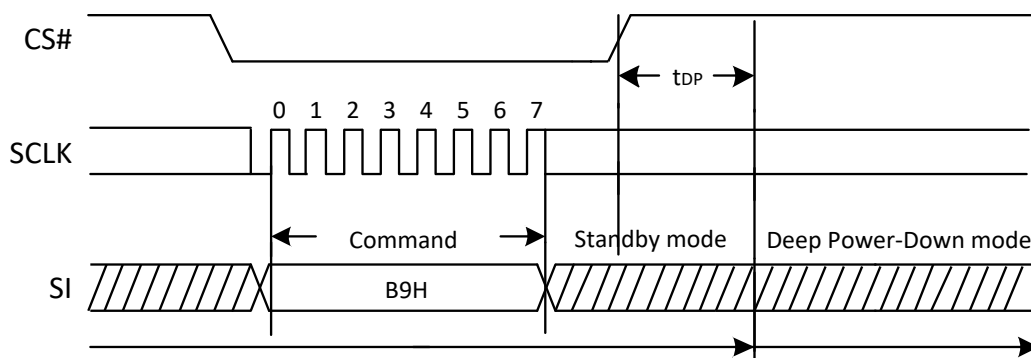 CS#
tDP
0 1 2 3 4 5 6 7
SCLK
Command Standby mode Deep Power-Down mode
SI B9H